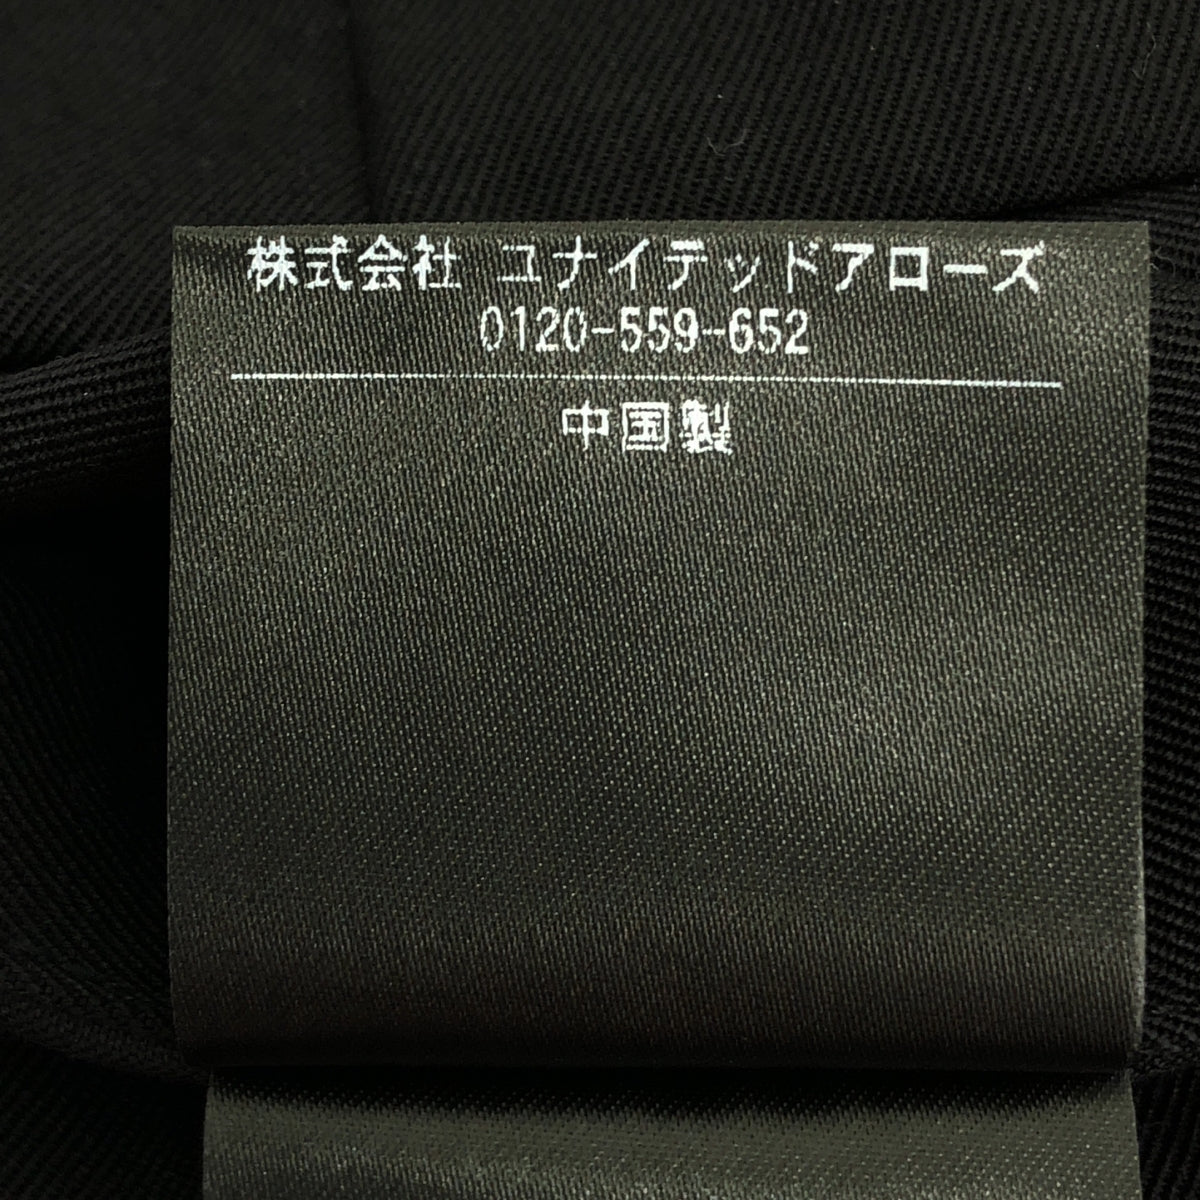 株式会社 ユナイテッドアローズ
0120-559-652
中国製